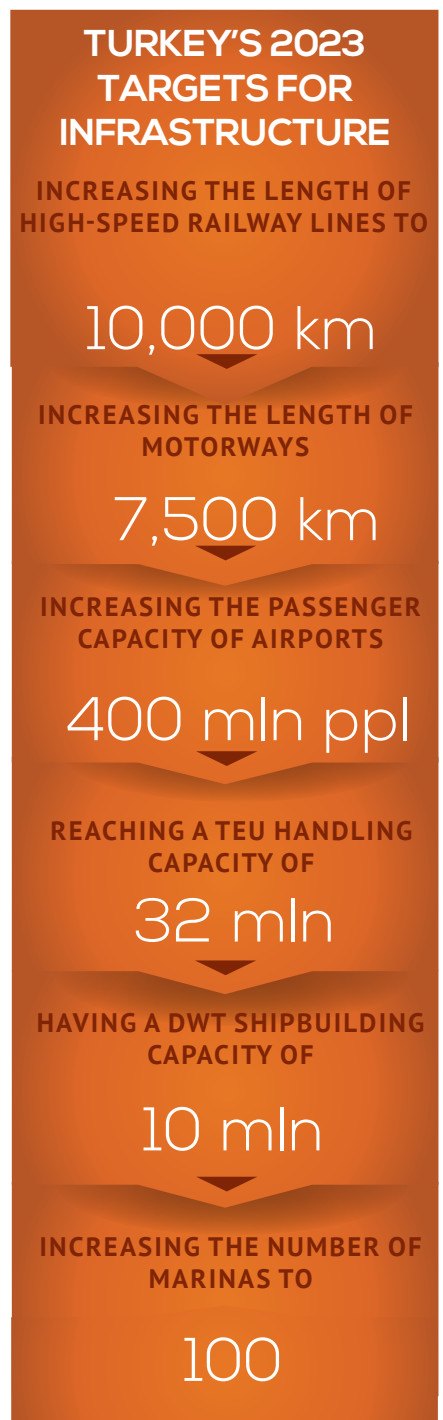 TURKEY'S 2023
TARGETS FOR
INFRASTRUCTURE
INCREASING THE LENGTH OF
HIGH-SPEED RAILWAY LINES TO
10,000 km
INCREASING THE LENGTH OF
MOTORWAYS
7,500 km
INCREASING THE PASSENGER
CAPACITY OF AIRPORTS
400 mln ppl
REACHING A TEU HANDLING
CAPACITY OF
32 mln
HAVING A DWT SHIPBUILDING
CAPACITY OF
10 mln
INCREASING THE NUMBER OF
MARINAS TO
100